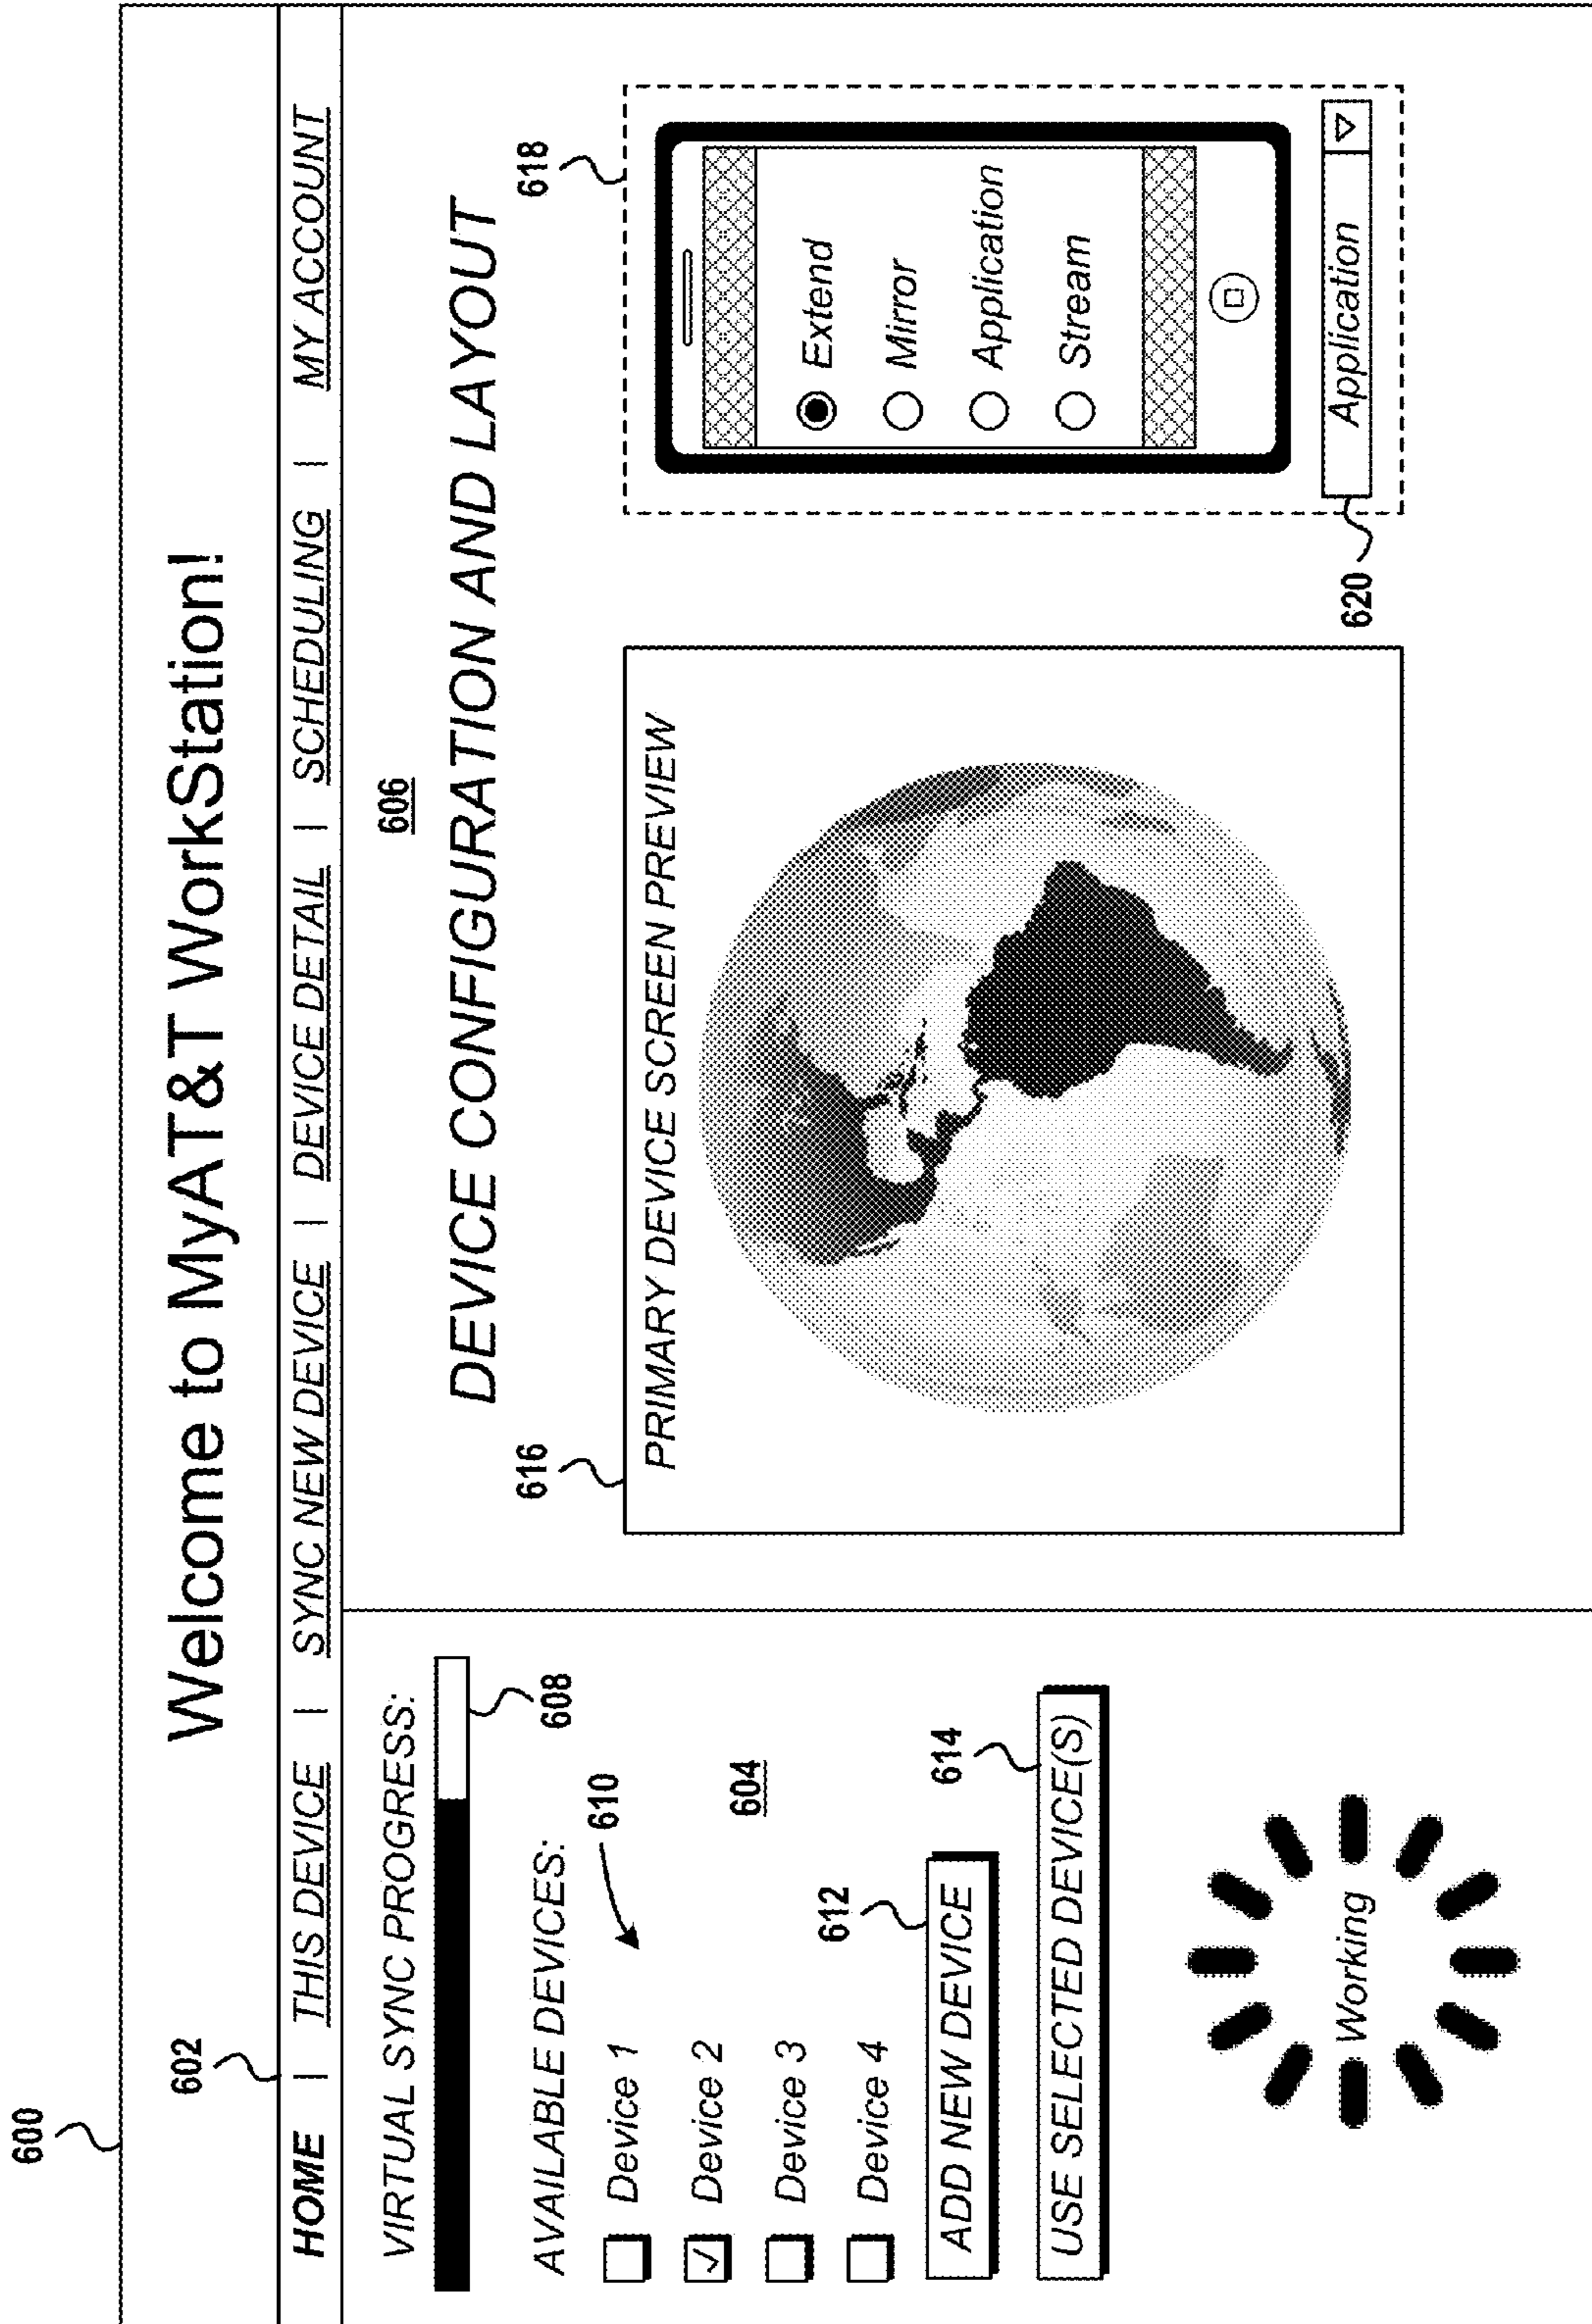 600
602
Welcome to MyAT&T WorkStation!
HOME | THIS DEVICE | SYNC NEW DEVICE | DEVICE DETAIL | SCHEDULING | MY ACCOUNT
VIRTUAL SYNC PROGRESS:
608
AVAILABLE DEVICES:
610
Device 1
Device 2
Device 3
Device 4
604
612
ADD NEW DEVICE
614
USE SELECTED DEVICE(S)
Working
606
DEVICE CONFIGURATION AND LAYOUT
616
PRIMARY DEVICE SCREEN PREVIEW
618
Extend
Mirror
Application
Stream
Application
620